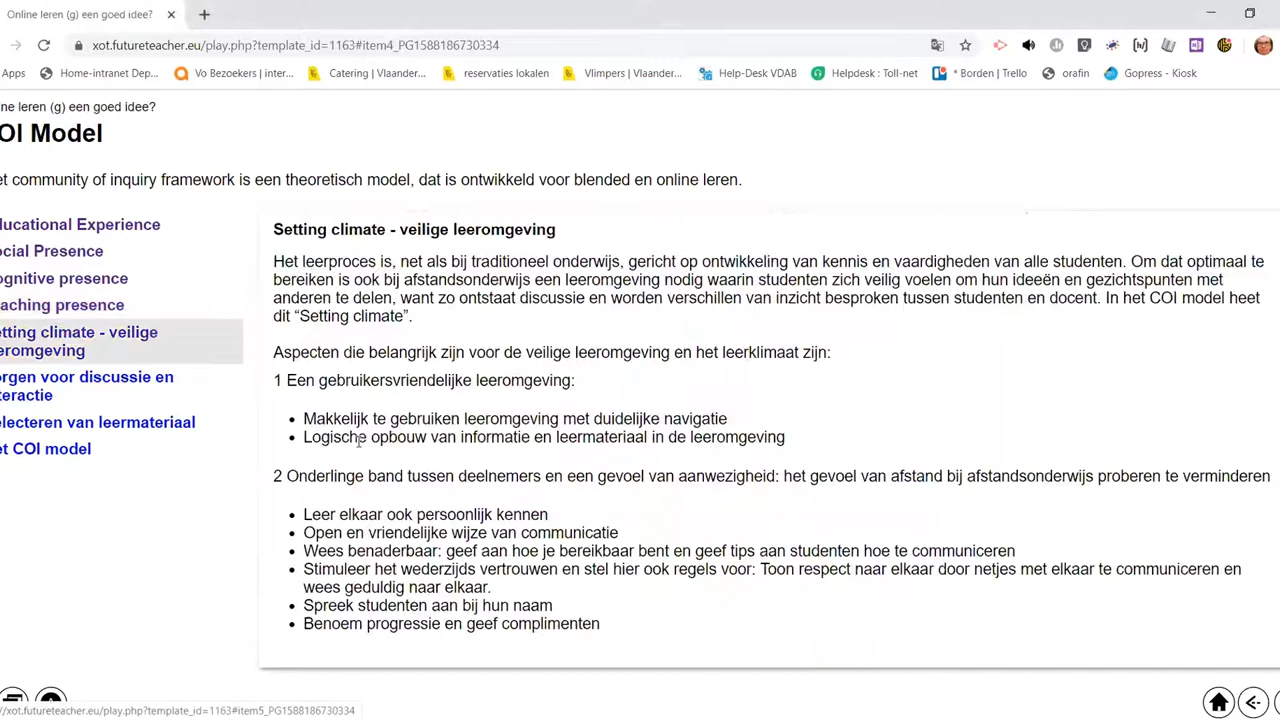 Online leren (g) een goed idee?
xot.futureteacher.eu/play.php?template_id=1163#item4_PG1588186730334
Apps Home-intranet Dep... Vo Bezoekers | inter... Catering | Vlaander... reservaties lokalen Vlimpers | Vlaander... Help-Desk VDAB Helpdesk : Toll-net * Borden | Trello orafin Gopress - Kiosk
ne leren (g) een goed idee?
OI Model
et community of inquiry framework is een theoretisch model, dat is ontwikkeld voor blended en online leren.
ducational Experience
ocial Presence
ognitive presence
aching presence
etting climate - veilige
eromgeving
orgen voor discussie en
teractie
electeren van leermateriaal
et COI model
Setting climate - veilige leeromgeving
Het leerproces is, net als bij traditioneel onderwijs, gericht op ontwikkeling van kennis en vaardigheden van alle studenten. Om dat optimaal te
bereiken is ook bij afstandsonderwijs een leeromgeving nodig waarin studenten zich veilig voelen om hun ideeën en gezichtspunten met
anderen te delen, want zo ontstaat discussie en worden verschillen van inzicht besproken tussen studenten en docent. In het COI model heet
dit “Setting climate”.
Aspecten die belangrijk zijn voor de veilige leeromgeving en het leerklimaat zijn:
1 Een gebruikersvriendelijke leeromgeving:
• Makkelijk te gebruiken leeromgeving met duidelijke navigatie
• Logische opbouw van informatie en leermateriaal in de leeromgeving
2 Onderlinge band tussen deelnemers en een gevoel van aanwezigheid: het gevoel van afstand bij afstandsonderwijs proberen te verminderen
• Leer elkaar ook persoonlijk kennen
• Open en vriendelijke wijze van communicatie
• Wees benaderbaar: geef aan hoe je bereikbaar bent en geef tips aan studenten hoe te communiceren
• Stimuleer het wederzijds vertrouwen en stel hier ook regels voor: Toon respect naar elkaar door netjes met elkaar te communiceren en
wees geduldig naar elkaar.
• Spreek studenten aan bij hun naam
• Benoem progressie en geef complimenten
//xot.futureteacher.eu/play.php?template_id=1163#item5_PG1588186730334